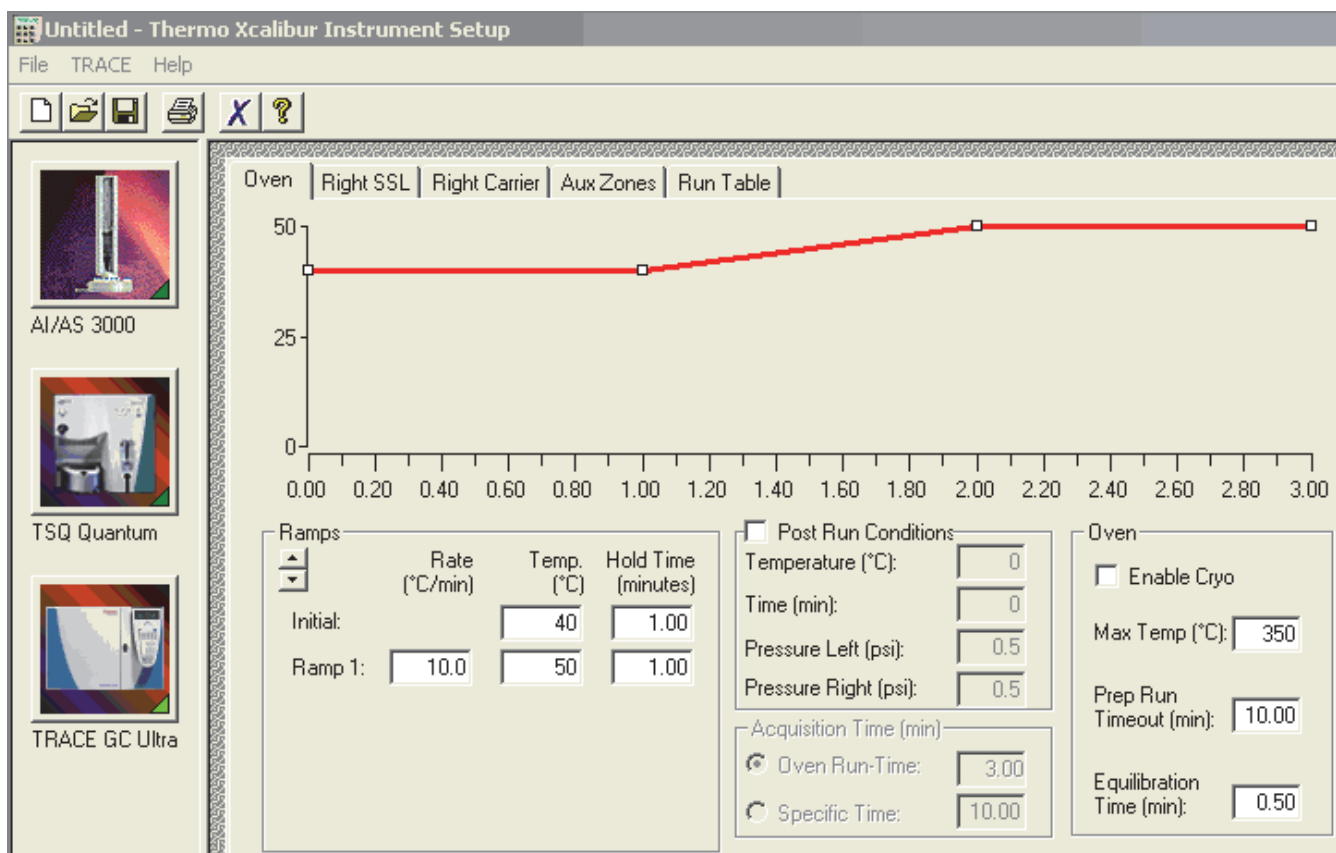 Untitled - Thermo Xcalibur Instrument Setup
File TRACE Help
AI/AS 3000
TSQ Quantum
TRACE GC Ultra
Oven Right SSL Right Carrier Aux Zones Run Table
50
25
0
0.00 0.20 0.40 0.60 0.80 1.00 1.20 1.40 1.60 1.80 2.00 2.20 2.40 2.60 2.80 3.00
Ramps
Rate Temp. Hold Time
(°C/min) (°C) (minutes)
Initial: 40 1.00
Ramp 1: 10.0 50 1.00
Post Run Conditions
Temperature (°C): 0
Time (min): 0
Pressure Left (psi): 0.5
Pressure Right (psi): 0.5
Acquisition Time (min)
Oven Run-Time: 3.00
Specific Time: 10.00
Oven
Enable Cryo
Max Temp (°C): 350
Prep Run
Timeout (min): 10.00
Equilibration
Time (min): 0.50